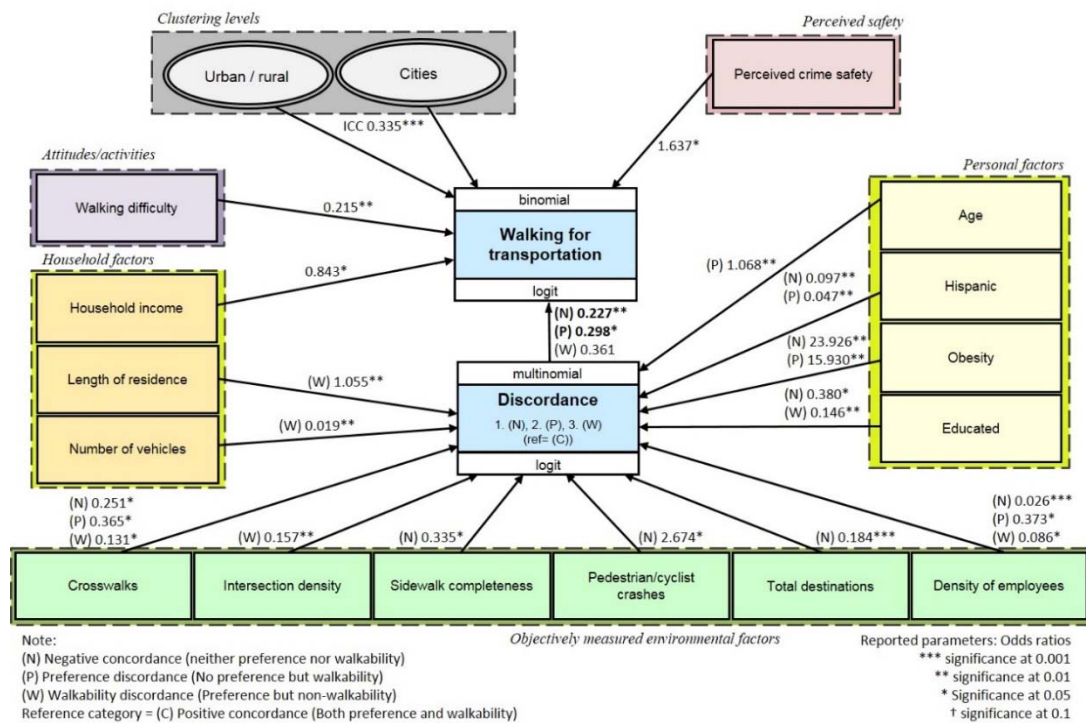 Clustering levels
Perceived safety
Urban / rural
Cities
Perceived crime safety
ICC 0.335***
1.637*
Attitudes/activities
Personal factors
Walking difficulty
0.215**
binomial
Walking for
transportation
logit
Age
(P) 1.068**
Household factors
Household income
0.843*
(N) 0.097**
(P) 0.047**
Hispanic
(N) 0.227**
(P) 0.298*
(W) 0.361
(N) 23.926**
(P) 15.930**
Obesity
Length of residence
(W) 1.055**
multinomial
Discordance
1. (N), 2. (P), 3. (W)
(ref= (C))
logit
(N) 0.380*
(W) 0.146**
Educated
Number of vehicles
(W) 0.019**
(N) 0.251*
(P) 0.365*
(W) 0.131*
(W) 0.157**
(N) 0.335*
(N) 2.674*
(N) 0.184***
(N) 0.026***
(P) 0.373*
(W) 0.086*
Crosswalks
Intersection density
Sidewalk completeness
Pedestrian/cyclist
crashes
Total destinations
Density of employees
Objectively measured environmental factors
Note:
(N) Negative concordance (neither preference nor walkability)
(P) Preference discordance (No preference but walkability)
(W) Walkability discordance (Preference but non-walkability)
Reference category = (C) Positive concordance (Both preference and walkability)
Reported parameters: Odds ratios
*** significance at 0.001
** significance at 0.01
* Significance at 0.05
† significance at 0.1